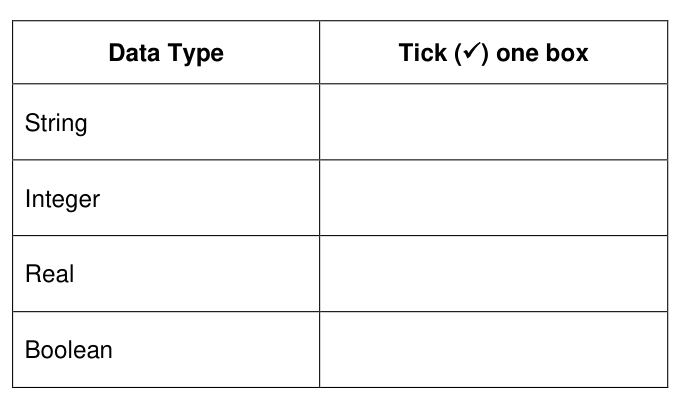 Data Type Tick (✓) one box
String
Integer
Real
Boolean